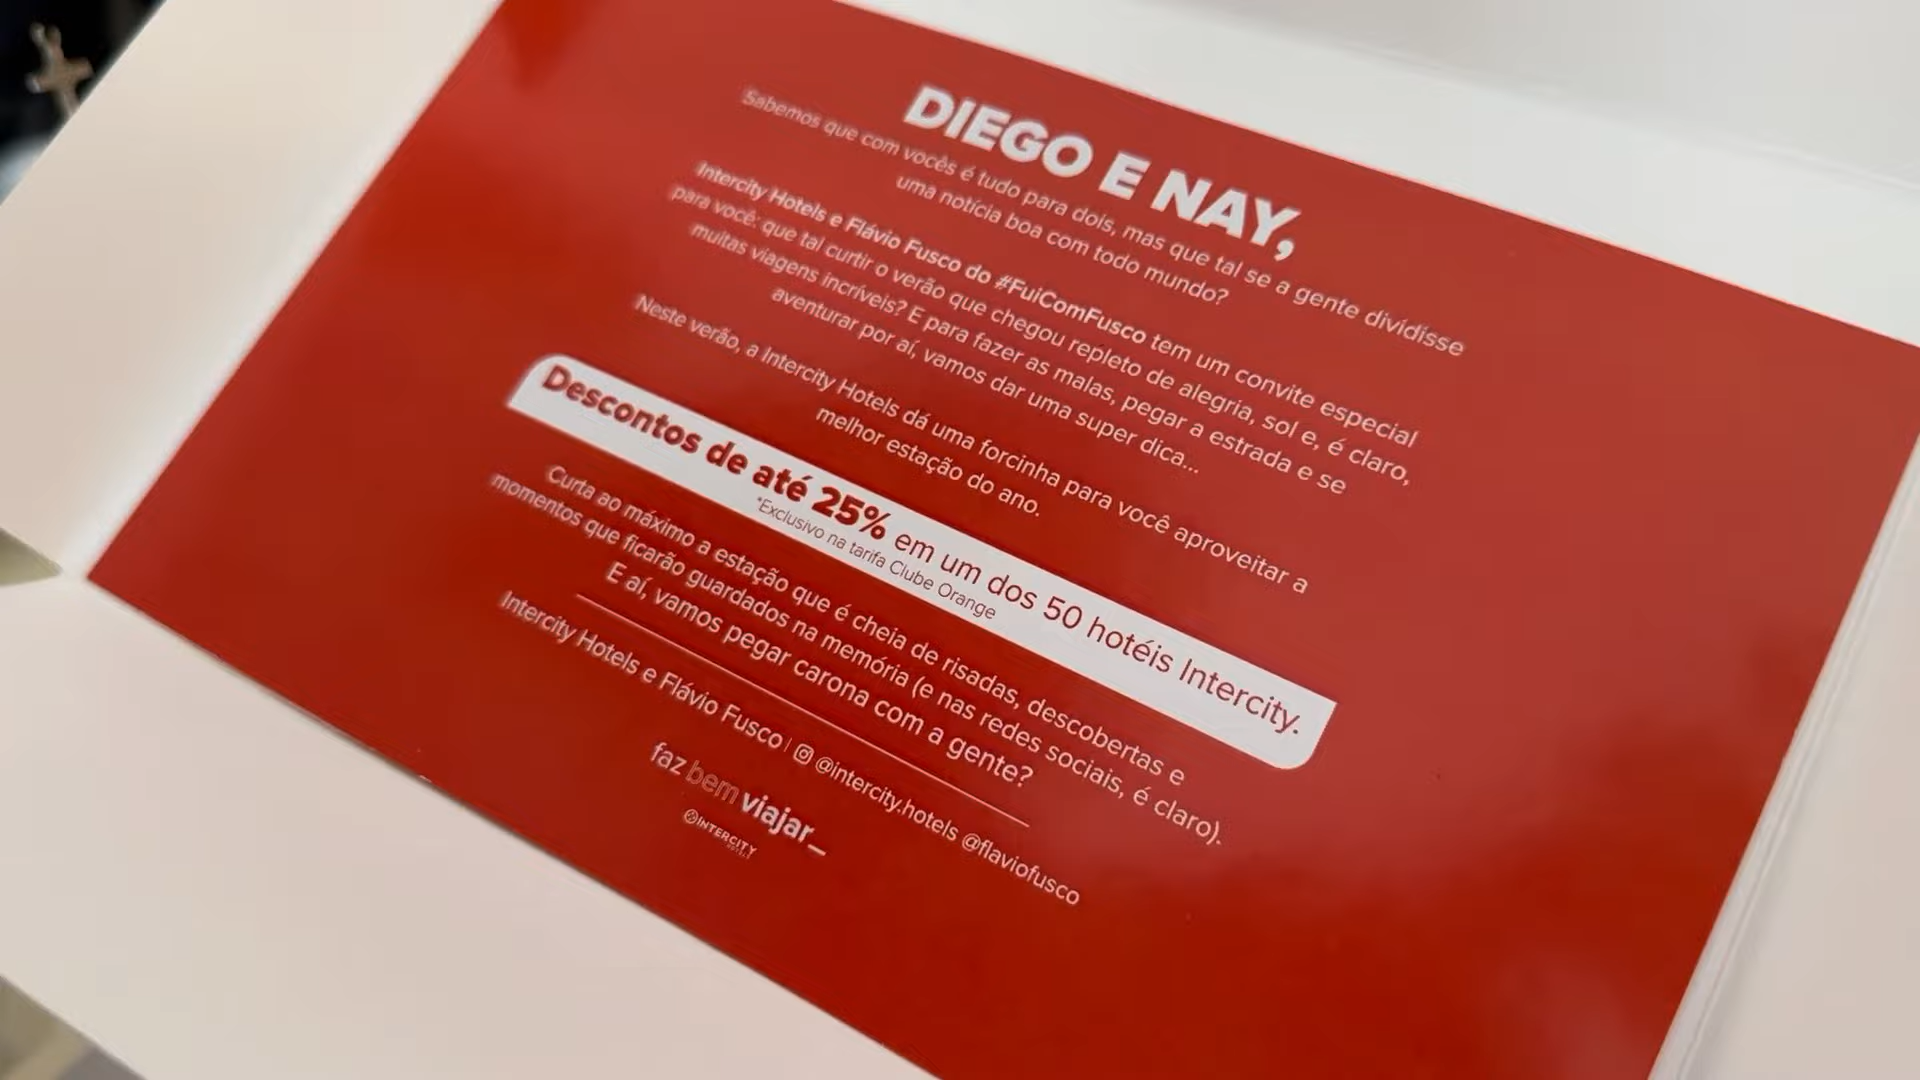 DIEGO E NAY,
Sabemos que com vocês é tudo para dois, mas que tal se a gente dividisse
uma notícia boa com todo mundo?
Intercity Hotels e Flávio Fusco do #FuiComFusco tem um convite especial
para você: que tal curtir o verão que chegou repleto de alegria, sol e, é claro,
muitas viagens incríveis? E para fazer as malas, pegar a estrada e se
aventurar por aí, vamos dar uma super dica...
Neste verão, a Intercity Hotels dá uma forcinha para você aproveitar a
melhor estação do ano.
Descontos de até 25% em um dos 50 hotéis Intercity.
*Exclusivo na tarifa Clube Orange
Curta ao máximo a estação que é cheia de risadas, descobertas e
momentos que ficarão guardados na memória (e nas redes sociais, é claro).
E aí, vamos pegar carona com a gente?
Intercity Hotels e Flávio Fusco | @intercity.hotels @flaviofusco
faz bem viajar_
INTERCITY
HOTELS